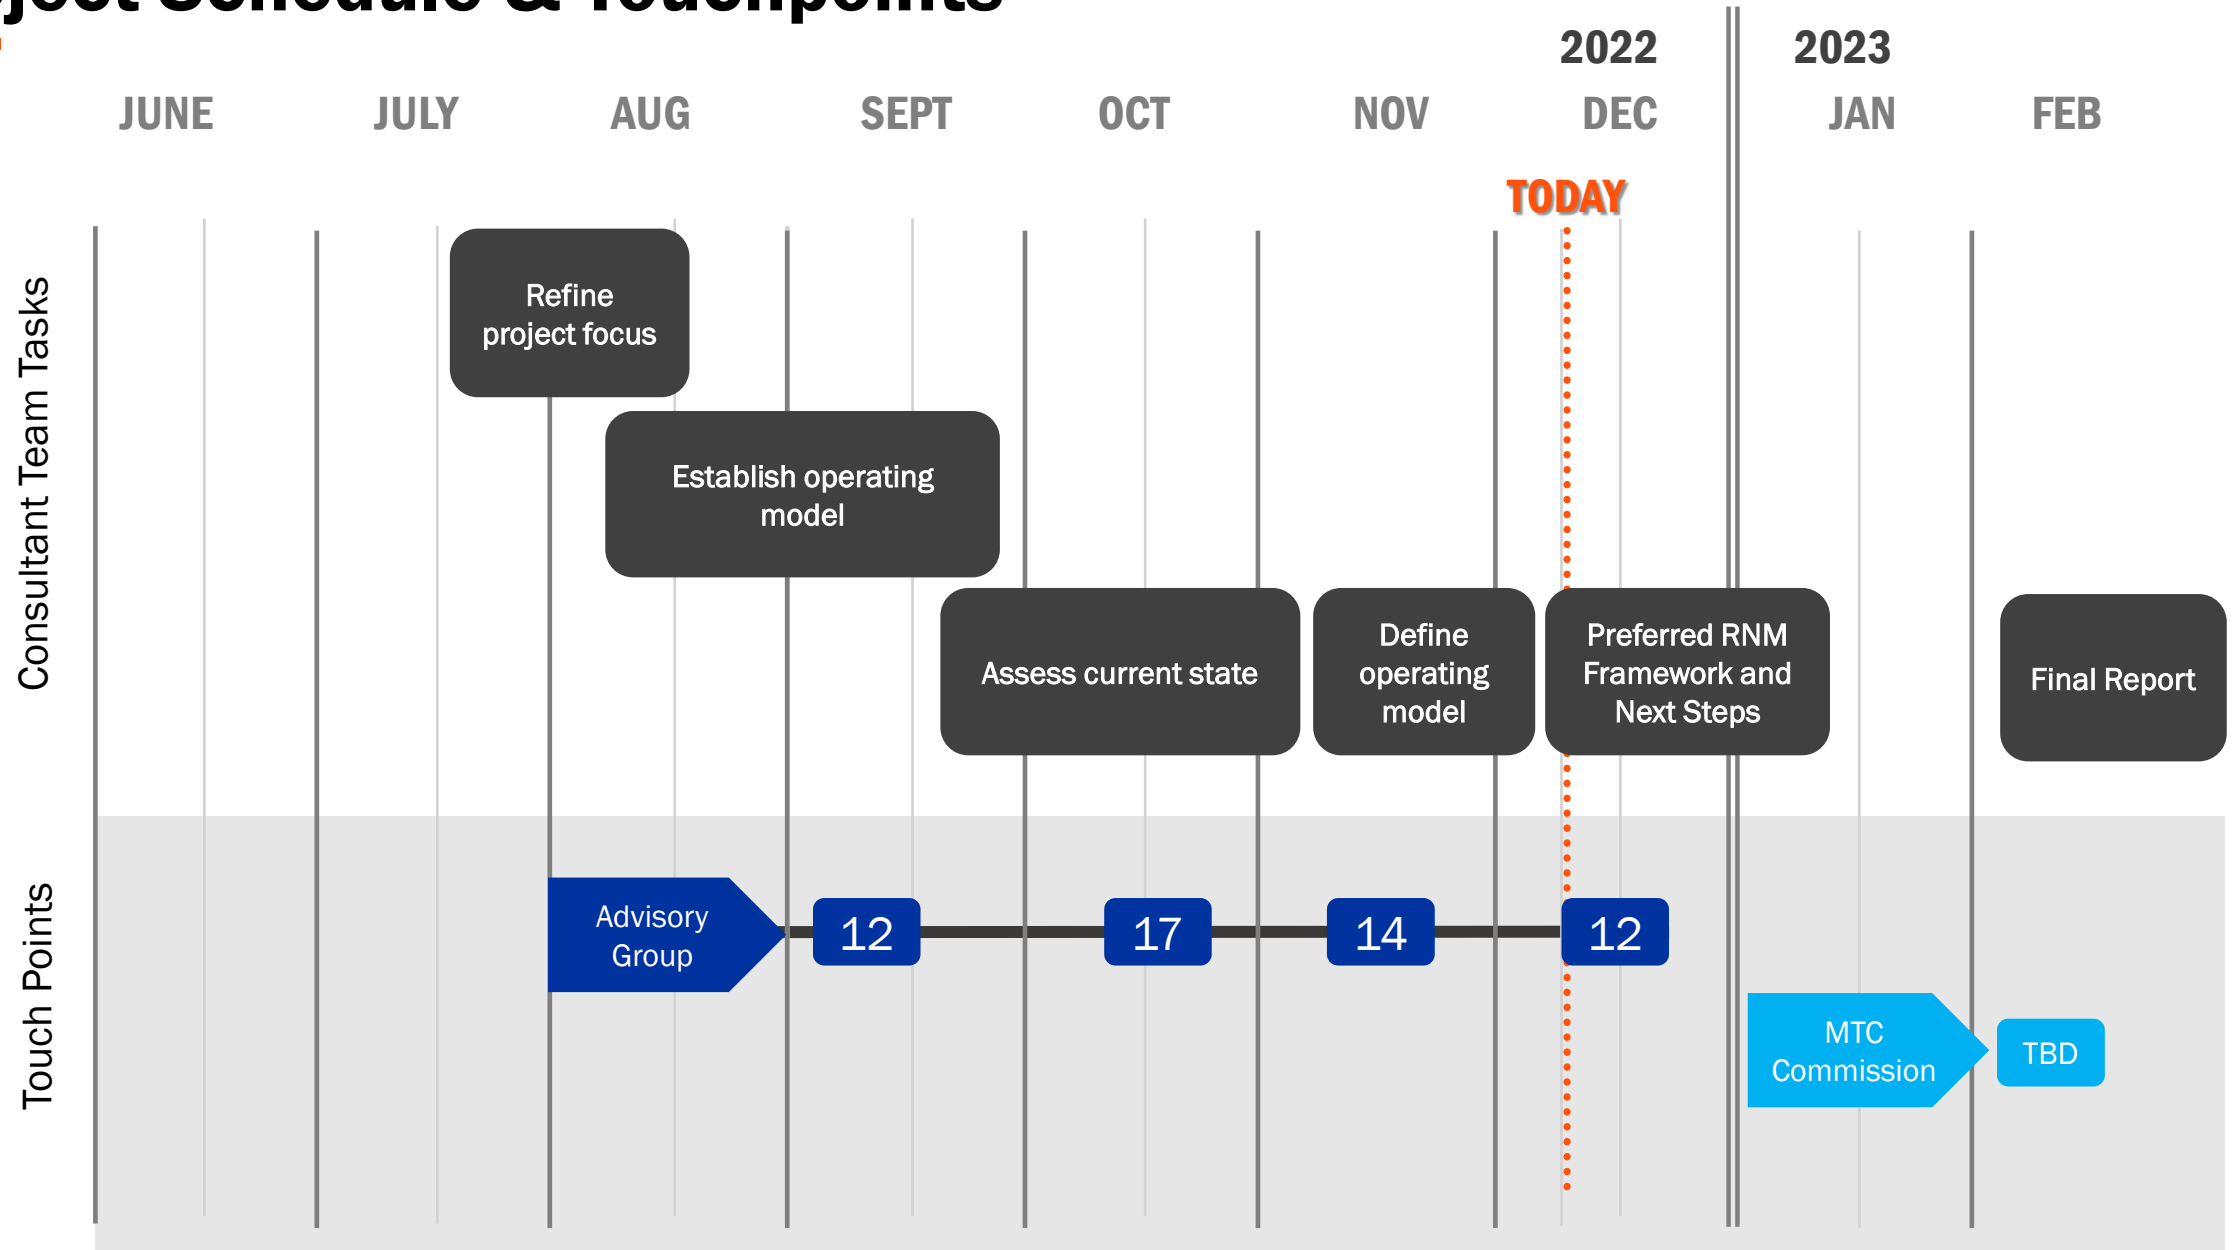 Schedule & Touchpoints
2022 2023
JUNE JULY AUG SEPT OCT NOV DEC JAN FEB
TODAY
Consultant Team Tasks
Refine
project focus
Establish operating
model
Assess current state
Define
operating
model
Preferred RNM
Framework and
Next Steps
Final Report
Touch Points
Advisory
Group
12 17 14 12
MTC
Commission
TBD